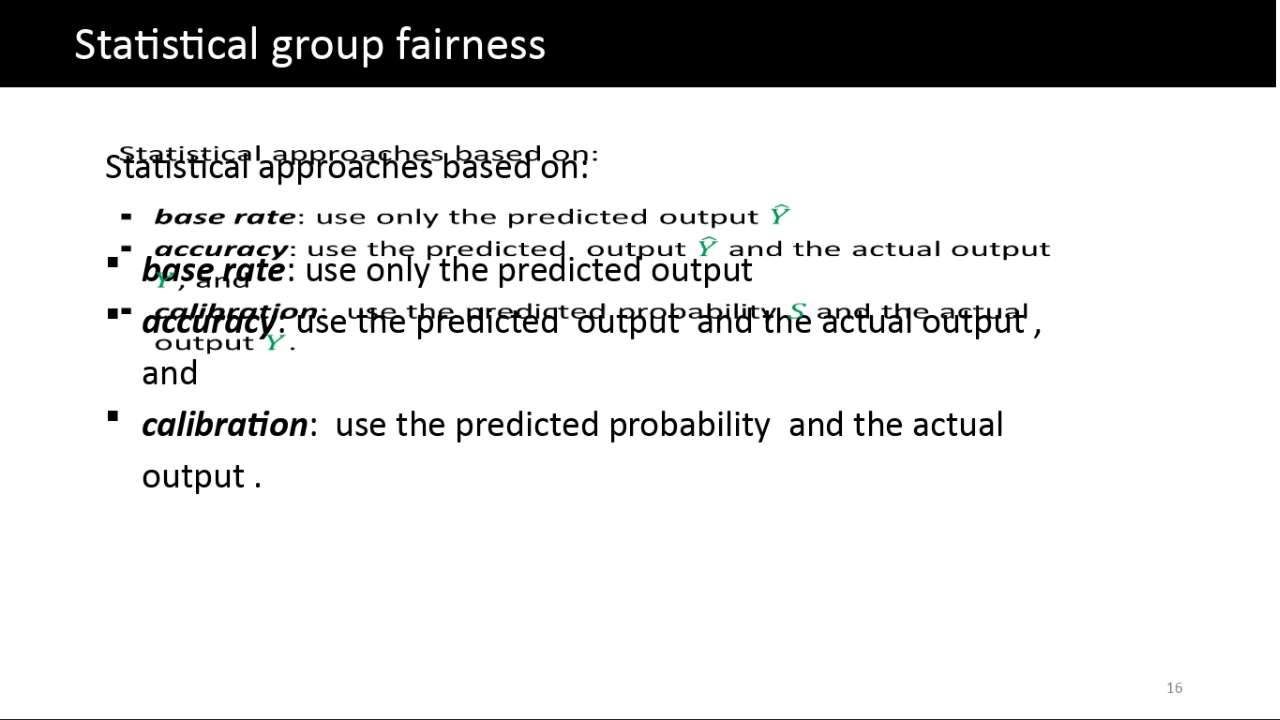 Statistical group fairness
Statistical approaches based on:
▪ base rate: use only the predicted output Ŷ
▪ accuracy: use the predicted output Ŷ and the actual output
Y, and
▪ calibration: use the predicted probability S and the actual
output Y.
Statistical approaches based on:
▪ base rate: use only the predicted output
▪ accuracy: use the predicted output and the actual output ,
and
▪ calibration: use the predicted probability and the actual
output .
16